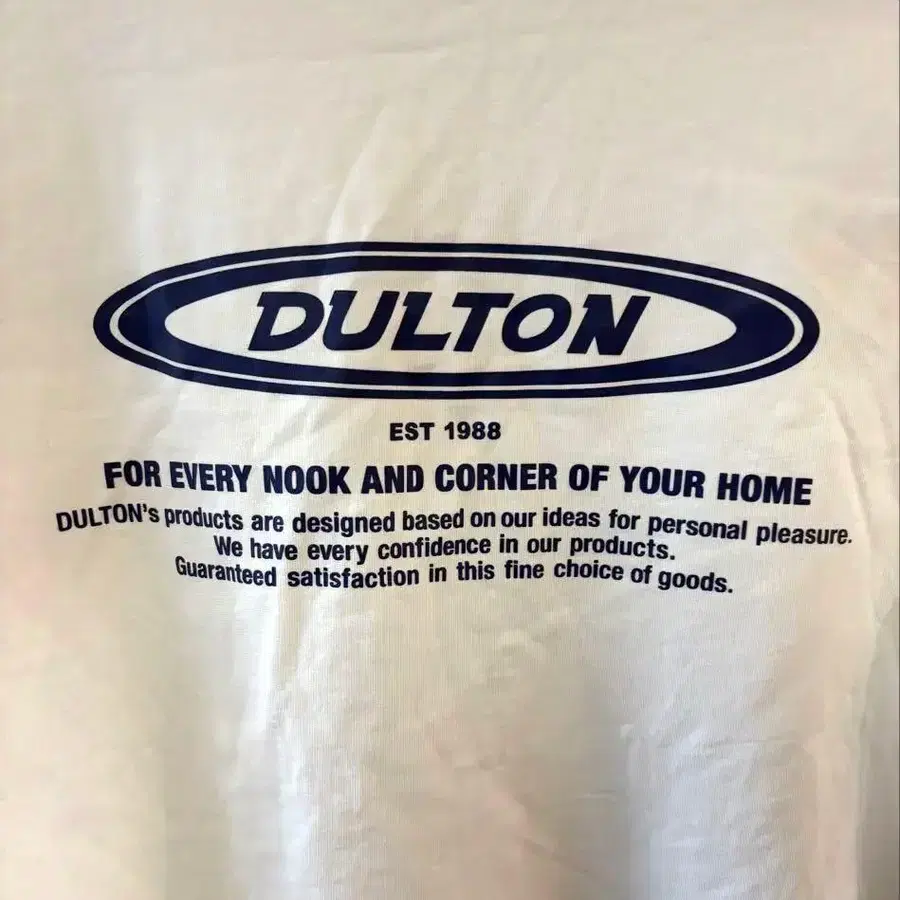 DULTON
EST 1988
FOR EVERY NOOK AND CORNER OF YOUR HOME
DULTON's products are designed based on our ideas for personal pleasure.
We have every confidence in our products.
Guaranteed satisfaction in this fine choice of goods.